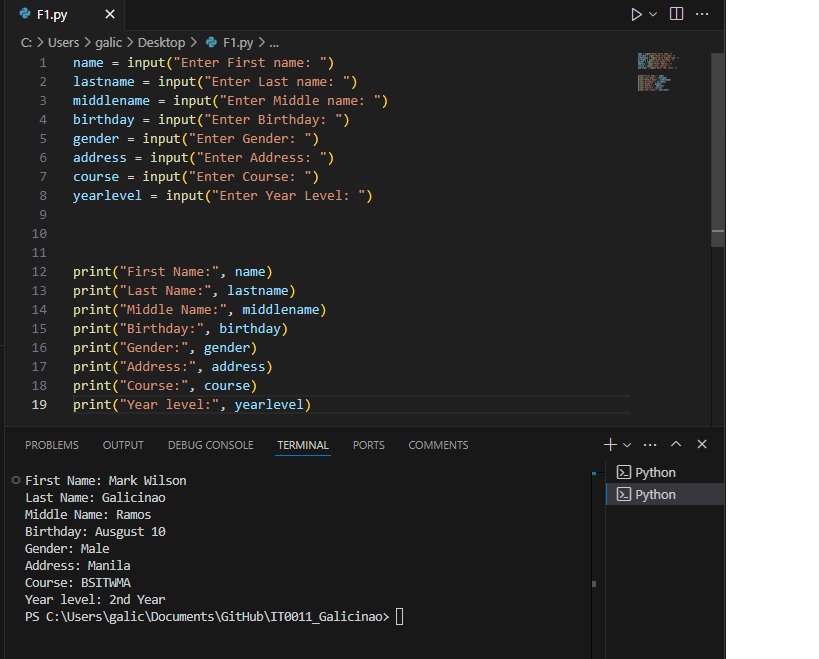 F1.py
C: > Users > galic > Desktop > F1.py > ...
1 name = input("Enter First name: ")
2 lastname = input("Enter Last name: ")
3 middlename = input("Enter Middle name: ")
4 birthday = input("Enter Birthday: ")
5 gender = input("Enter Gender: ")
6 address = input("Enter Address: ")
7 course = input("Enter Course: ")
8 yearlevel = input("Enter Year Level: ")
9
10
11
12 print("First Name:", name)
13 print("Last Name:", lastname)
14 print("Middle Name:", middlename)
15 print("Birthday:", birthday)
16 print("Gender:", gender)
17 print("Address:", address)
18 print("Course:", course)
19 print("Year level:", yearlevel)
PROBLEMS OUTPUT DEBUG CONSOLE TERMINAL PORTS COMMENTS
First Name: Mark Wilson
Last Name: Galicinao
Middle Name: Ramos
Birthday: Ausgust 10
Gender: Male
Address: Manila
Course: BSITWMA
Year level: 2nd Year
PS C:\Users\galic\Documents\GitHub\IT0011_Galicinao>
Python
Python